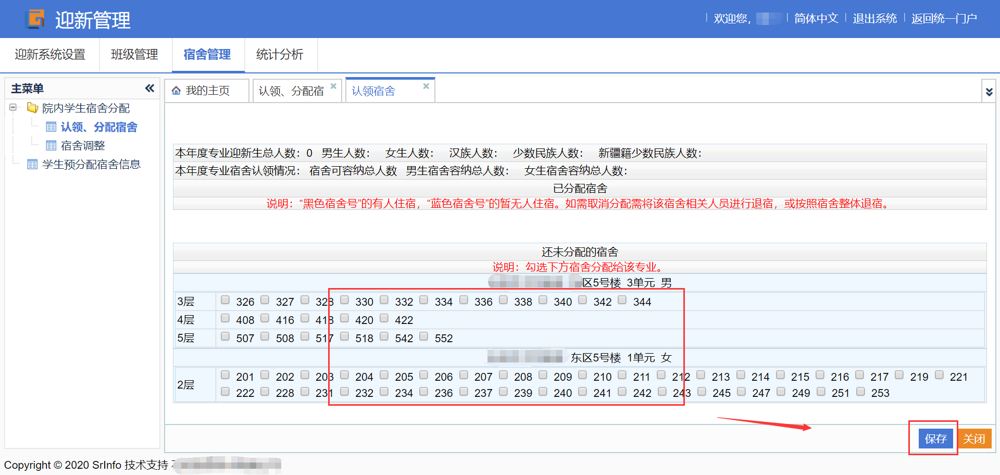 迎新管理
欢迎您，
简体中文
退出系统
返回统一门户
迎新系统设置
班级管理
宿舍管理
统计分析
主菜单
院内学生宿舍分配
认领、分配宿舍
宿舍调整
学生预分配宿舍信息
我的主页
认领、分配宿
认领宿舍
本年度专业迎新生总人数：0 男生人数： 女生人数： 汉族人数： 少数民族人数： 新疆籍少数民族人数：
本年度专业宿舍认领情况： 宿舍可容纳总人数 男生宿舍容纳总人数： 女生宿舍容纳总人数：
已分配宿舍
说明：“黑色宿舍号”的有人住宿，“蓝色宿舍号”的暂无人住宿。如需取消分配需将该宿舍相关人员进行退宿，或按照宿舍整体退宿。
还未分配的宿舍
说明：勾选下方宿舍分配给该专业。
区5号楼 3单元 男
3层 326 327 328 330 332 334 336 338 340 342 344
4层 408 416 418 420 422
5层 507 508 517 518 542 552
东区5号楼 1单元 女
2层 201 202 203 204 205 206 207 208 209 210 211 212 213 214 215 216 217 219 221
222 228 231 232 234 236 237 239 240 241 242 243 245 247 249 251 253
保存
关闭
Copyright © 2020 SrInfo 技术支持